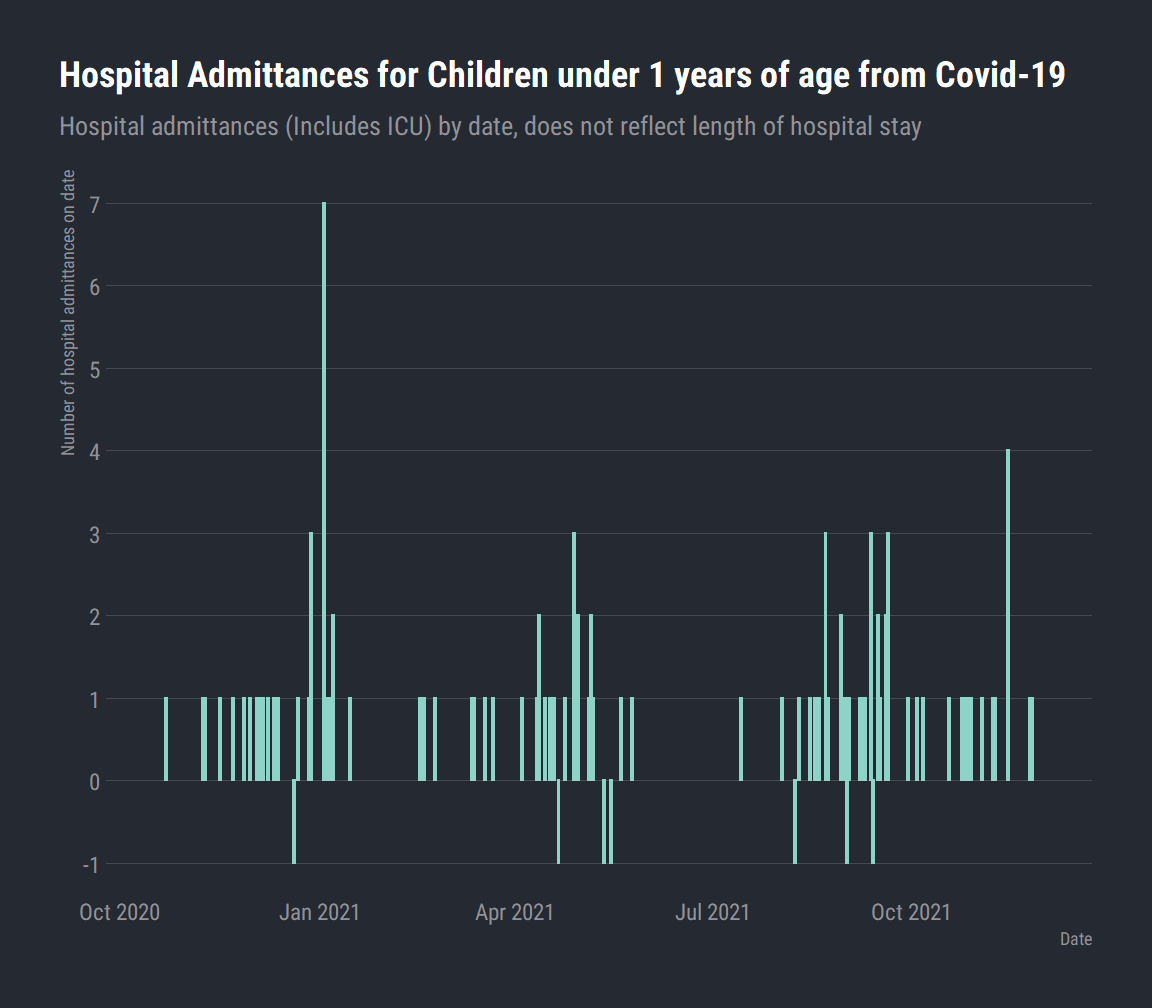 Hospital Admittances for Children under 1 years of age from Covid-19
Hospital admittances (Includes ICU) by date, does not reflect length of hospital stay
Number of hospital admittances on date
7
6
5
4
3
2
1
0
-1
Oct 2020 Jan 2021 Apr 2021 Jul 2021 Oct 2021
Date